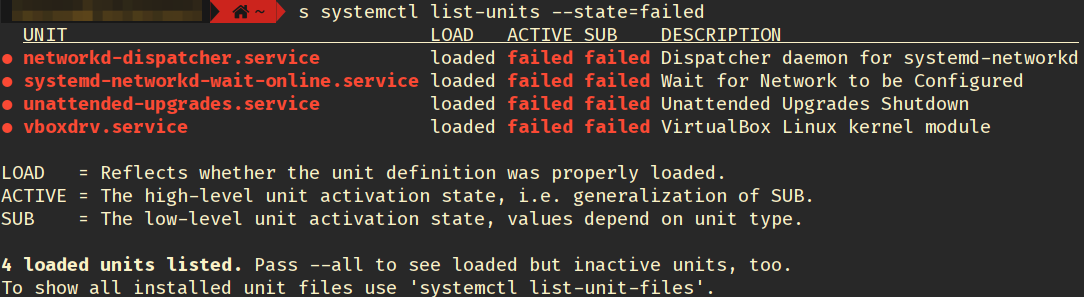 ~ s systemctl list-units --state=failed
UNIT LOAD ACTIVE SUB DESCRIPTION
● networkd-dispatcher.service loaded failed failed Dispatcher daemon for systemd-networkd
● systemd-networkd-wait-online.service loaded failed failed Wait for Network to be Configured
● unattended-upgrades.service loaded failed failed Unattended Upgrades Shutdown
● vboxdrv.service loaded failed failed VirtualBox Linux kernel module
LOAD = Reflects whether the unit definition was properly loaded.
ACTIVE = The high-level unit activation state, i.e. generalization of SUB.
SUB = The low-level unit activation state, values depend on unit type.
4 loaded units listed. Pass --all to see loaded but inactive units, too.
To show all installed unit files use 'systemctl list-unit-files'.